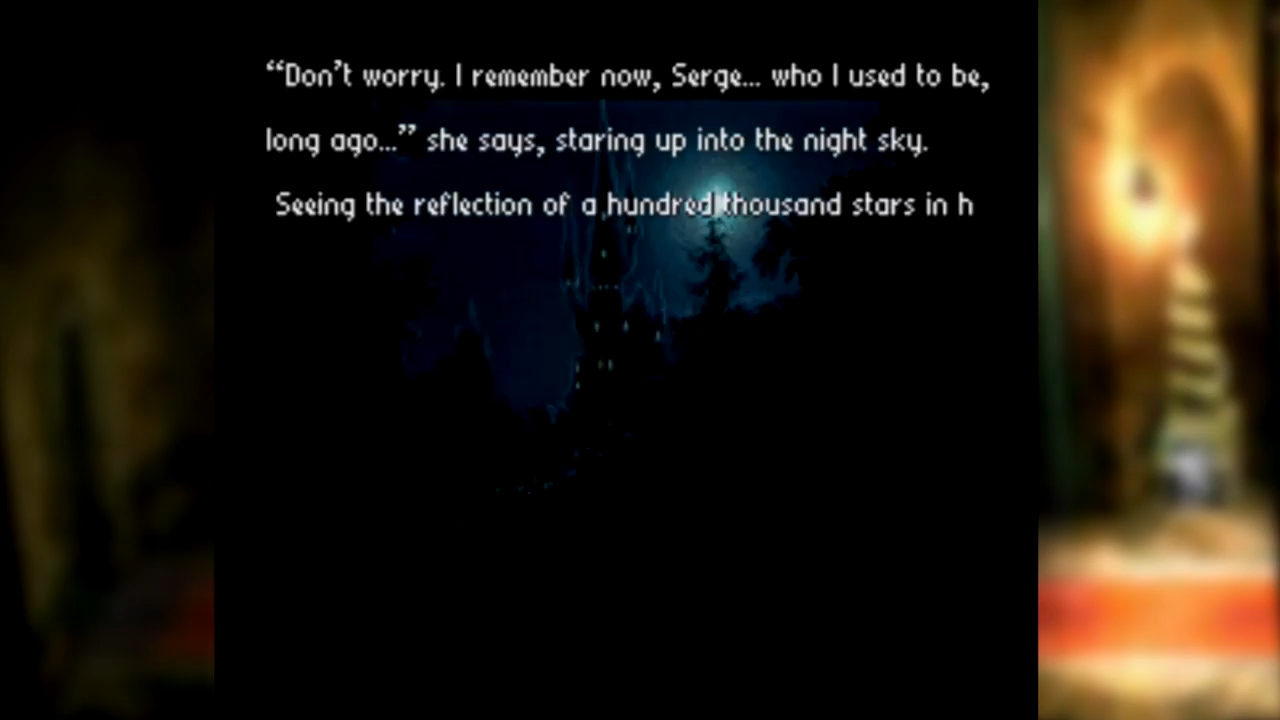 “Don’t worry. I remember now, Serge... who I used to be,
long ago...” she says, staring up into the night sky.
Seeing the reflection of a hundred thousand stars in h